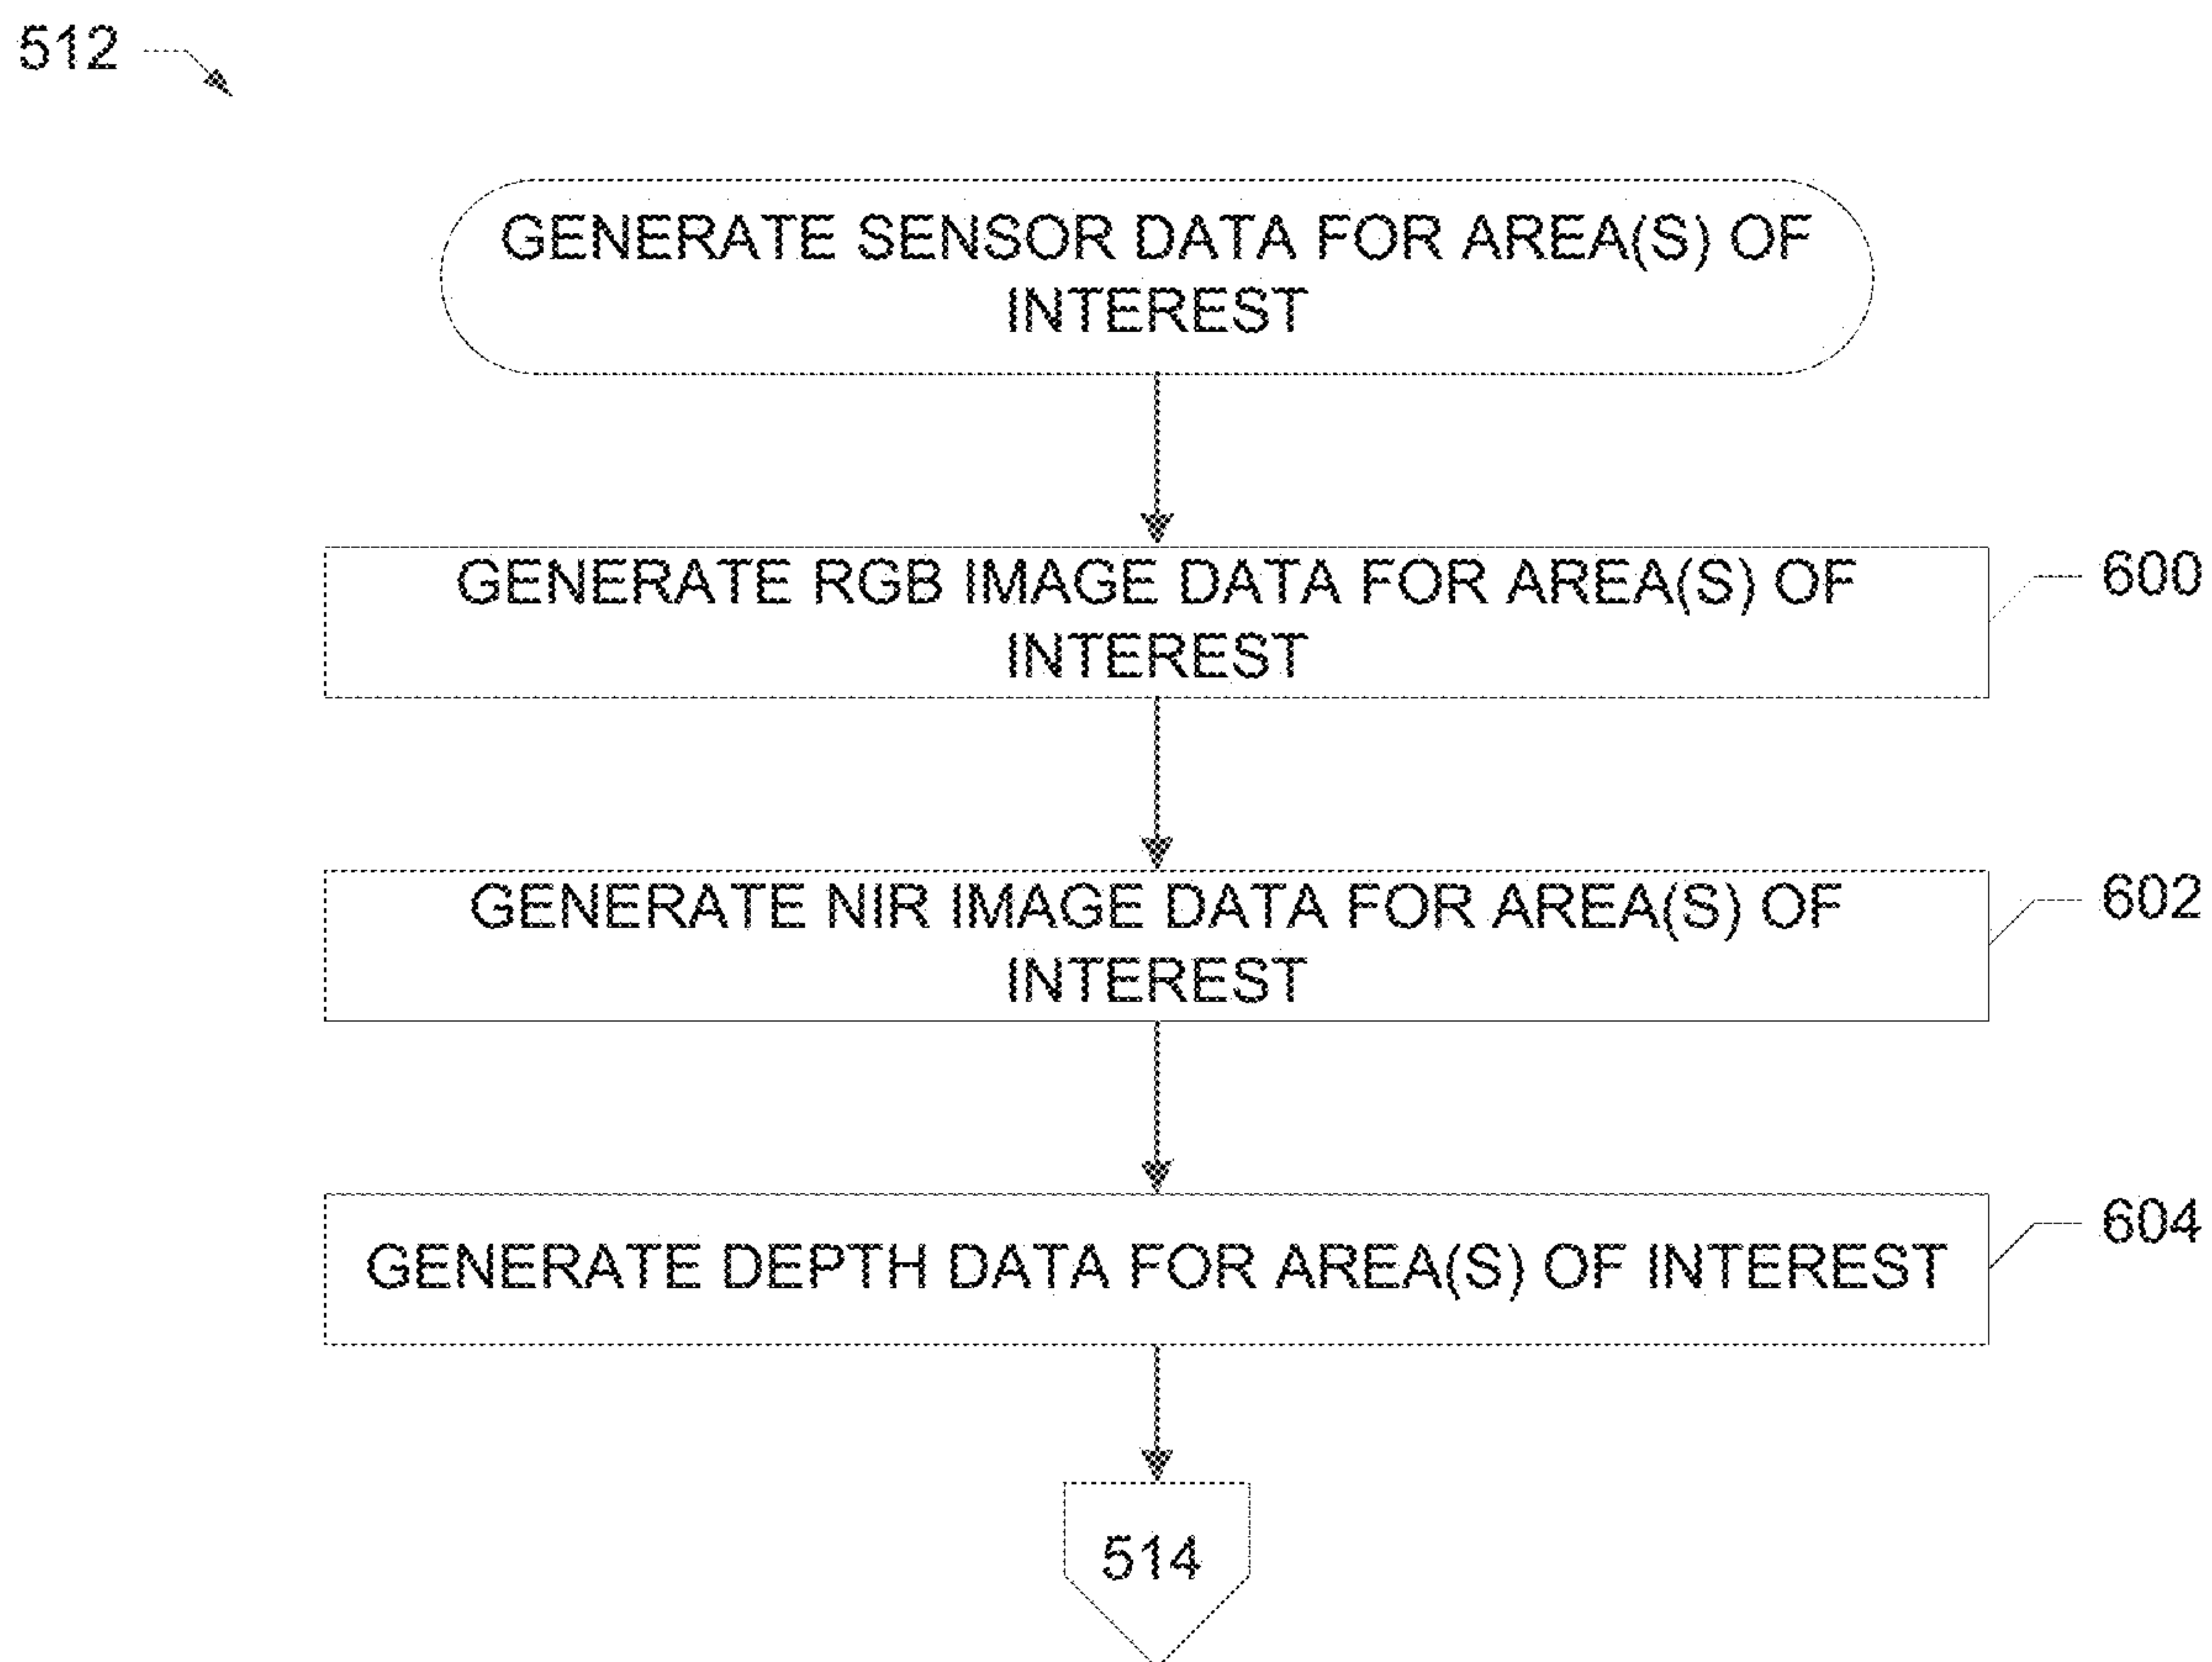 512
GENERATE SENSOR DATA FOR AREA(S) OF
INTEREST
GENERATE RGB IMAGE DATA FOR AREA(S) OF
INTEREST
600
GENERATE NIR IMAGE DATA FOR AREA(S) OF
INTEREST
602
GENERATE DEPTH DATA FOR AREA(S) OF INTEREST
604
514